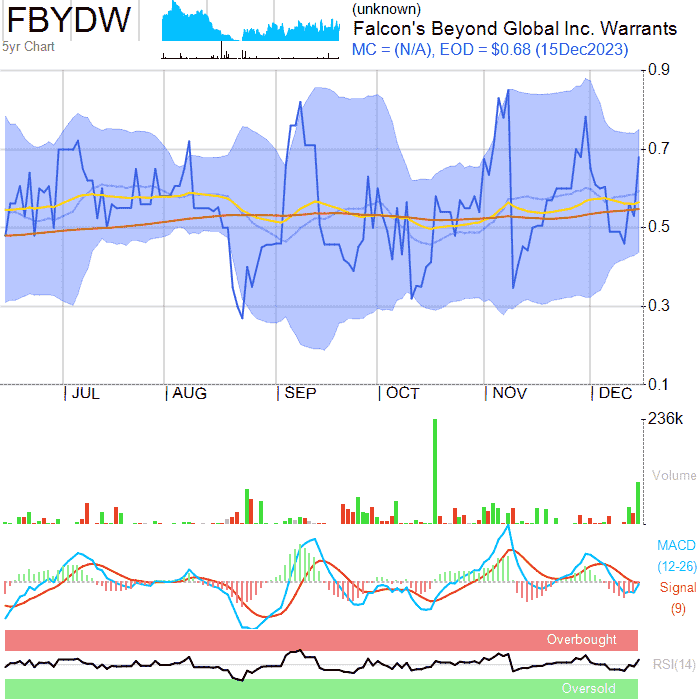 FBYDW
5yr Chart
(unknown)
Falcon's Beyond Global Inc. Warrants
MC = (N/A), EOD = $0.68 (15Dec2023)
0.9
0.7
0.5
0.3
0.1
JUL AUG SEP OCT NOV DEC
236k
Volume
MACD
(12-26)
Signal
(9)
Overbought
RSI(14)
Oversold